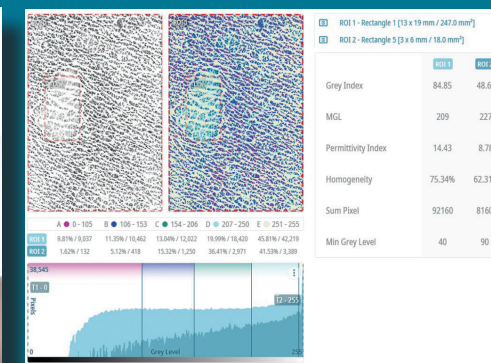 ROI 1 - Rectangle 1 [13 x 19 mm / 247.0 mm²]
ROI 2 - Rectangle 5 [3 x 6 mm / 18.0 mm²]
ROI 1
Grey Index 84.85 48.6
MGL 209 227
Permittivity Index 14.43 8.78
Homogeneity 75.34% 62.31
Sum Pixel 92160 8160
Min Grey Level 40 90
A 0 - 105 B 106 - 153 C 154 - 206 D 207 - 250 E 251 - 255
ROI 1 9.81% / 9,037 11.35% / 10,462 13.04% / 12,022 19.99% / 18,420 45.81% / 42,219
ROI 2 1.62% / 132 5.12% / 418 15.32% / 1,250 36.41% / 2,971 41.53% / 3,389
38,545
T1 - 0
T2 - 255
Pixels
0 Grey Level 255